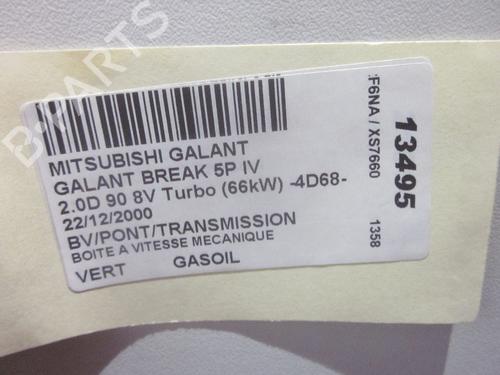 MITSUBISHI GALANT
GALANT BREAK 5P IV
2.0D 90 8V Turbo (66kW) -4D68-
22/12/2000
BV/PONT/TRANSMISSION
BOITE A VITESSE MECANIQUE
VERT GASOIL
:F6NA / XS7660
13495
1358
B-PARTS